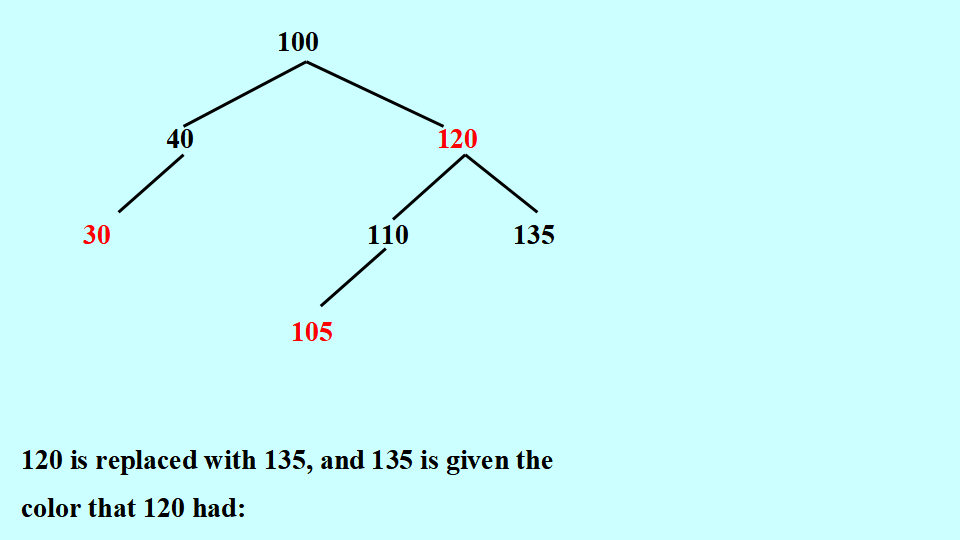 100
40 120
30 110 135
105
120 is replaced with 135, and 135 is given the
color that 120 had: